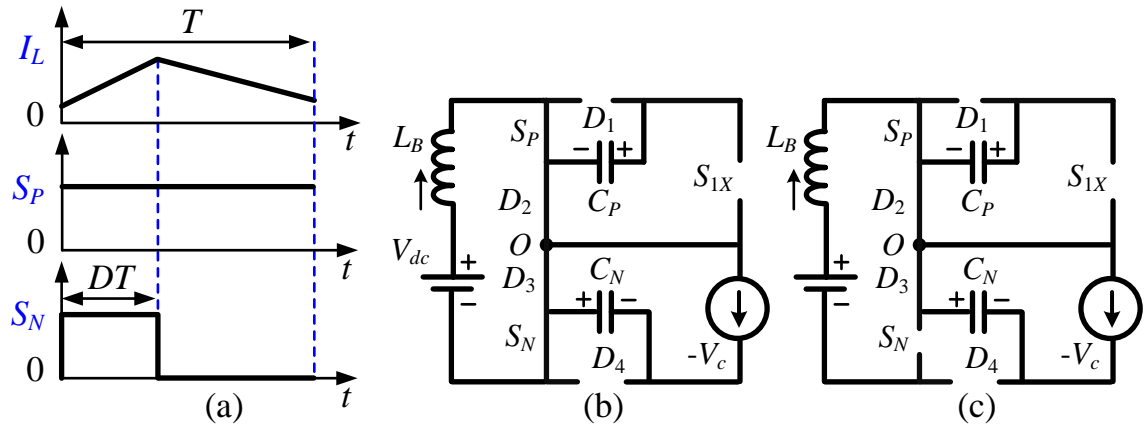 I_L
T
0
t
S_P
0
t
DT
S_N
0
t
(a)
L_B
V_dc
+
−
S_P
D_1
−
+
C_P
D_2
S_1X
O
D_3
C_N
+
−
S_N
D_4
-V_c
(b)
L_B
+
−
S_P
D_1
−
+
C_P
D_2
S_1X
O
D_3
C_N
+
−
S_N
D_4
-V_c
(c)